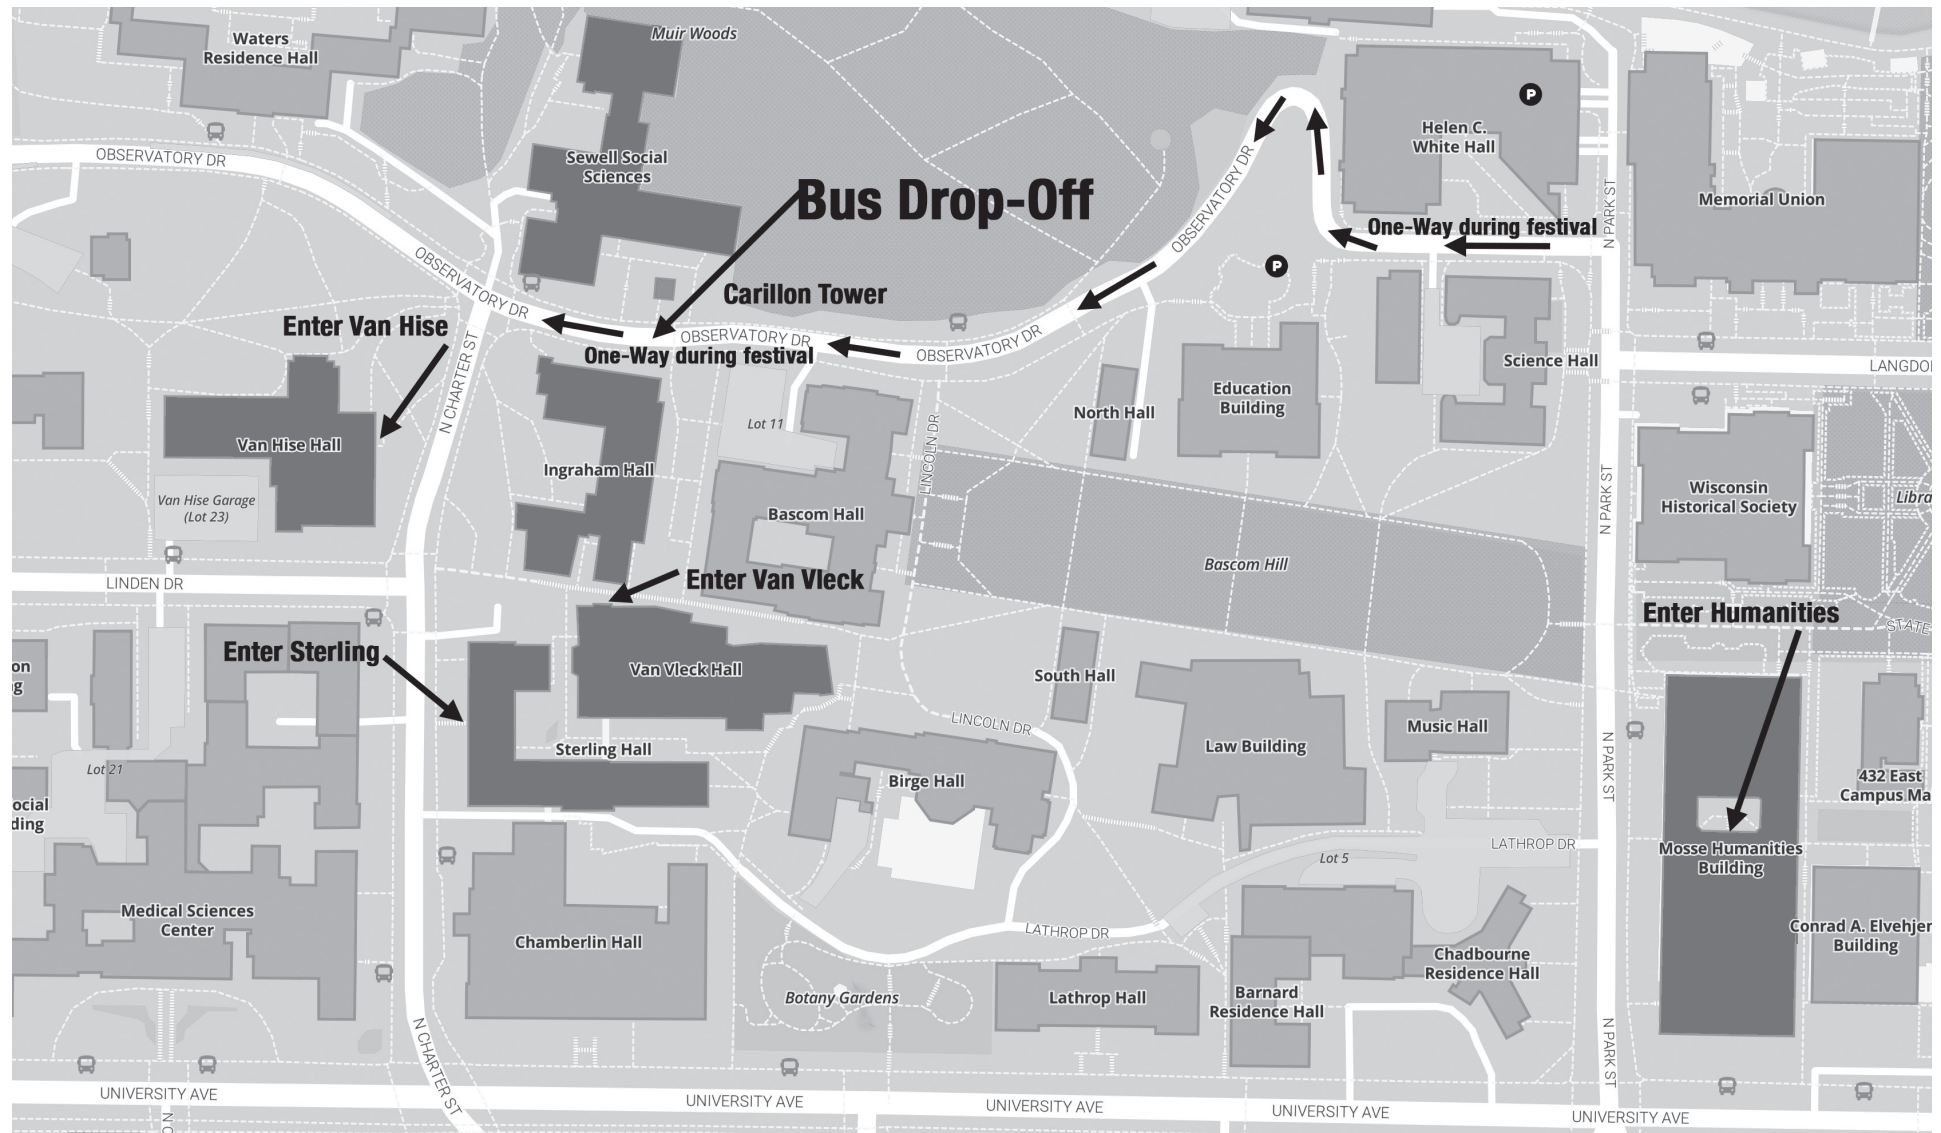 Waters
Residence Hall
Muir Woods
P
Helen C.
White Hall
OBSERVATORY DR
Sewell Social
Sciences
Bus Drop-Off
OBSERVATORY DR
N PARK ST
Memorial Union
One-Way during festival
P
OBSERVATORY DR
Carillon Tower
Enter Van Hise
OBSERVATORY DR
OBSERVATORY DR
One-Way during festival
Science Hall
LANGDO
N CHARTER ST
Education
Building
North Hall
Lot 11
LINCOLN DR
Van Hise Hall
Ingraham Hall
Van Hise Garage
(Lot 23)
Bascom Hall
N PARK ST
Wisconsin
Historical Society
Libra
Bascom Hill
LINDEN DR
Enter Van Vleck
Enter Humanities
STATE
Enter Sterling
on
g
Van Vleck Hall
South Hall
LINCOLN DR
Music Hall
Sterling Hall
Law Building
N PARK ST
Lot 21
Birge Hall
432 East
Campus Ma
ocial
ding
LATHROP DR
Mosse Humanities
Building
Lot 5
Medical Sciences
Center
Chamberlin Hall
LATHROP DR
Conrad A. Elvehjer
Building
Chadbourne
Residence Hall
Botany Gardens
Lathrop Hall
Barnard
Residence Hall
N CHARTER ST
N PARK ST
UNIVERSITY AVE
UNIVERSITY AVE
UNIVERSITY AVE
UNIVERSITY AVE
UNIVERSITY AVE
N C